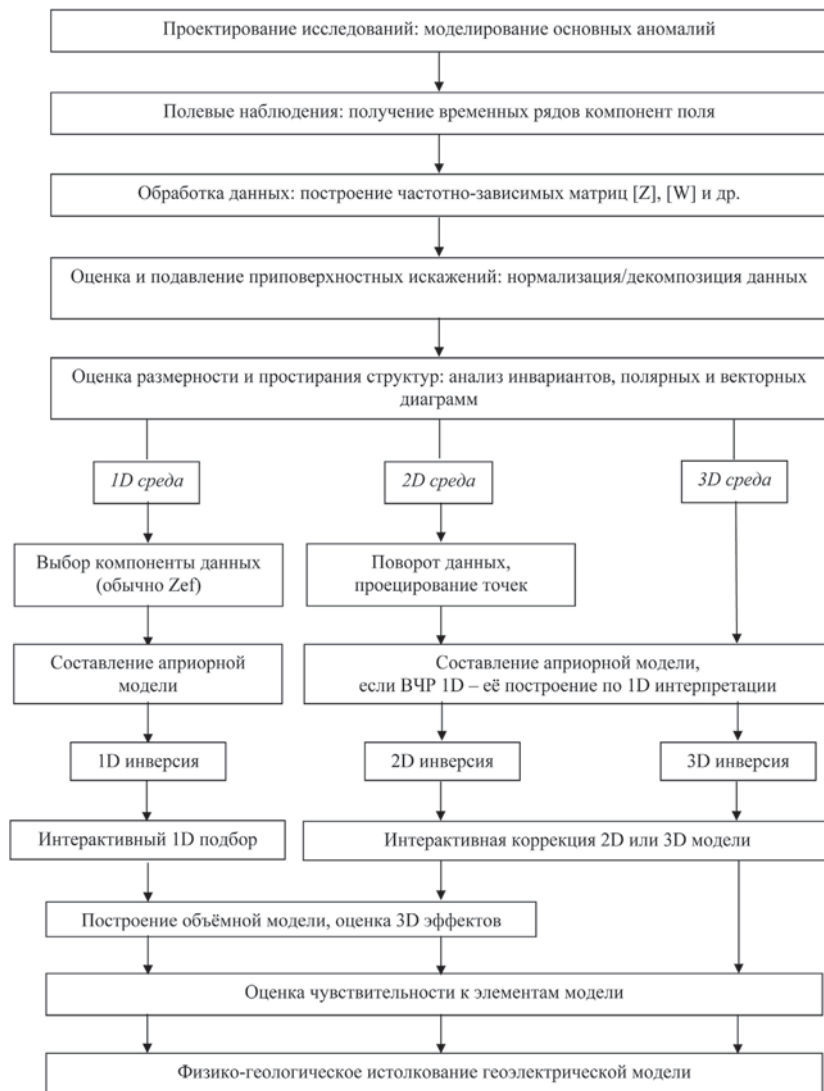 Проектирование исследований: моделирование основных аномалий
Полевые наблюдения: получение временных рядов компонент поля
Обработка данных: построение частотно-зависимых матриц [Z], [W] и др.
Оценка и подавление приповерхностных искажений: нормализация/декомпозиция данных
Оценка размерности и простирания структур: анализ инвариантов, полярных и векторных
диаграмм
1D среда
2D среда
3D среда
Выбор компоненты данных
(обычно Zef)
Поворот данных,
проецирование точек
Составление априорной
модели
Составление априорной модели,
если ВЧР 1D – её построение по 1D интерпретации
1D инверсия
2D инверсия
3D инверсия
Интерактивный 1D подбор
Интерактивная коррекция 2D или 3D модели
Построение объёмной модели, оценка 3D эффектов
Оценка чувствительности к элементам модели
Физико-геологическое истолкование геоэлектрической модели